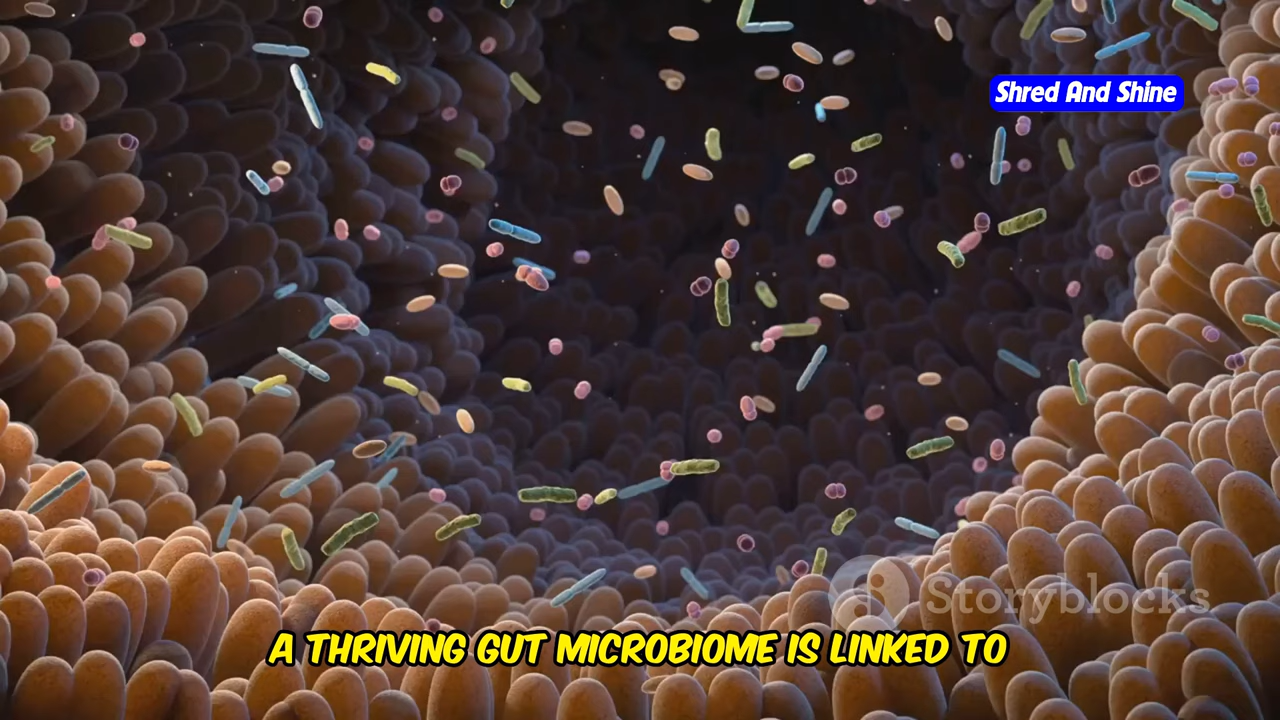 Shred And Shine
Storyblocks
A THRIVING GUT MICROBIOME IS LINKED TO